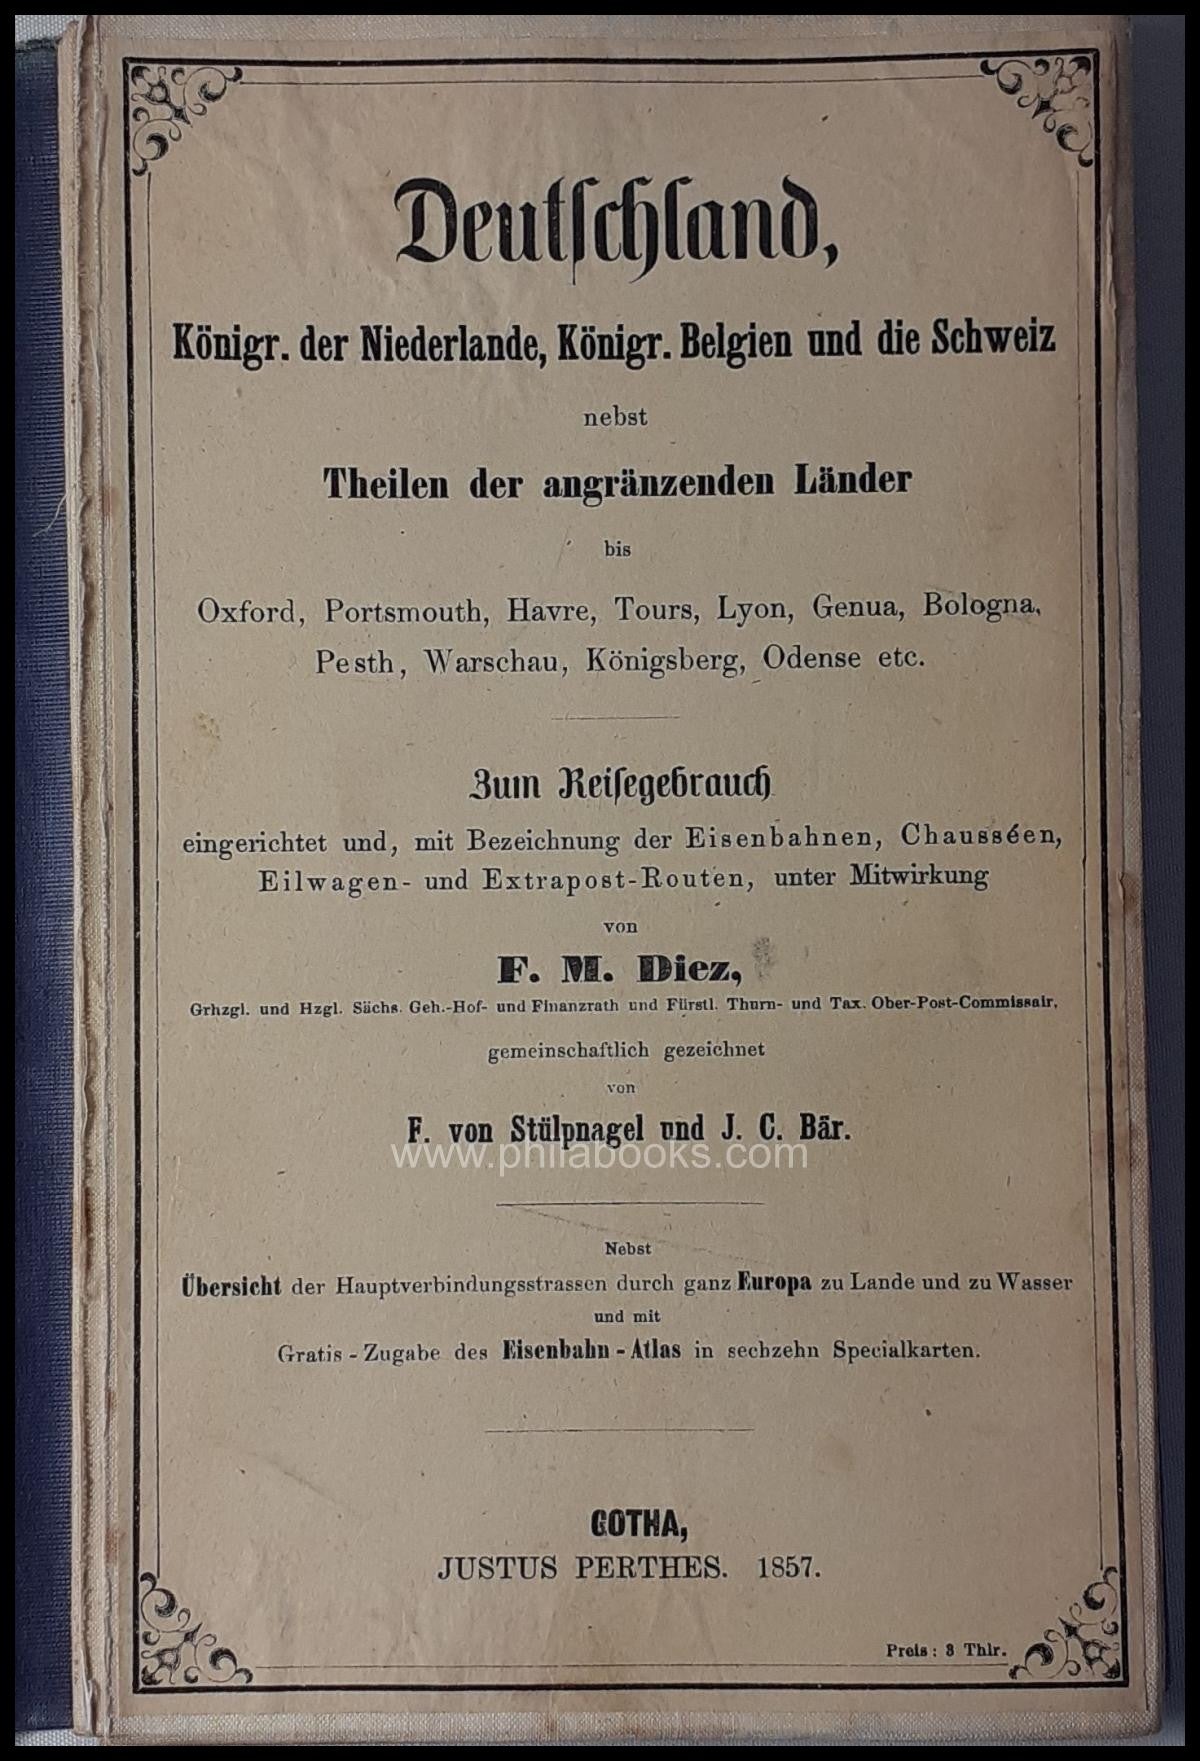 Deutſchland,
Königr. der Niederlande, Königr. Belgien und die Schweiz
nebst
Theilen der angränzenden Länder
bis
Oxford, Portsmouth, Havre, Tours, Lyon, Genua, Bologna,
Pesth, Warschau, Königsberg, Odense etc.
Zum Reiſegebrauch
eingerichtet und, mit Bezeichnung der Eisenbahnen, Chausséen,
Eilwagen- und Extrapost-Routen, unter Mitwirkung
von
F. M. Diez,
Grhzgl. und Hzgl. Sächs. Geh.-Hof- und Finanzrath und Fürstl. Thurn- und Tax. Ober-Post-Commissair,
gemeinschaftlich gezeichnet
von
F. von Stülpnagel und J. C. Bär.
www.philabooks.com
Nebst
Übersicht der Hauptverbindungsstrassen durch ganz Europa zu Lande und zu Wasser
und mit
Gratis-Zugabe des Eisenbahn-Atlas in sechzehn Specialkarten.
GOTHA,
JUSTUS PERTHES. 1857.
Preis: 3 Thlr.